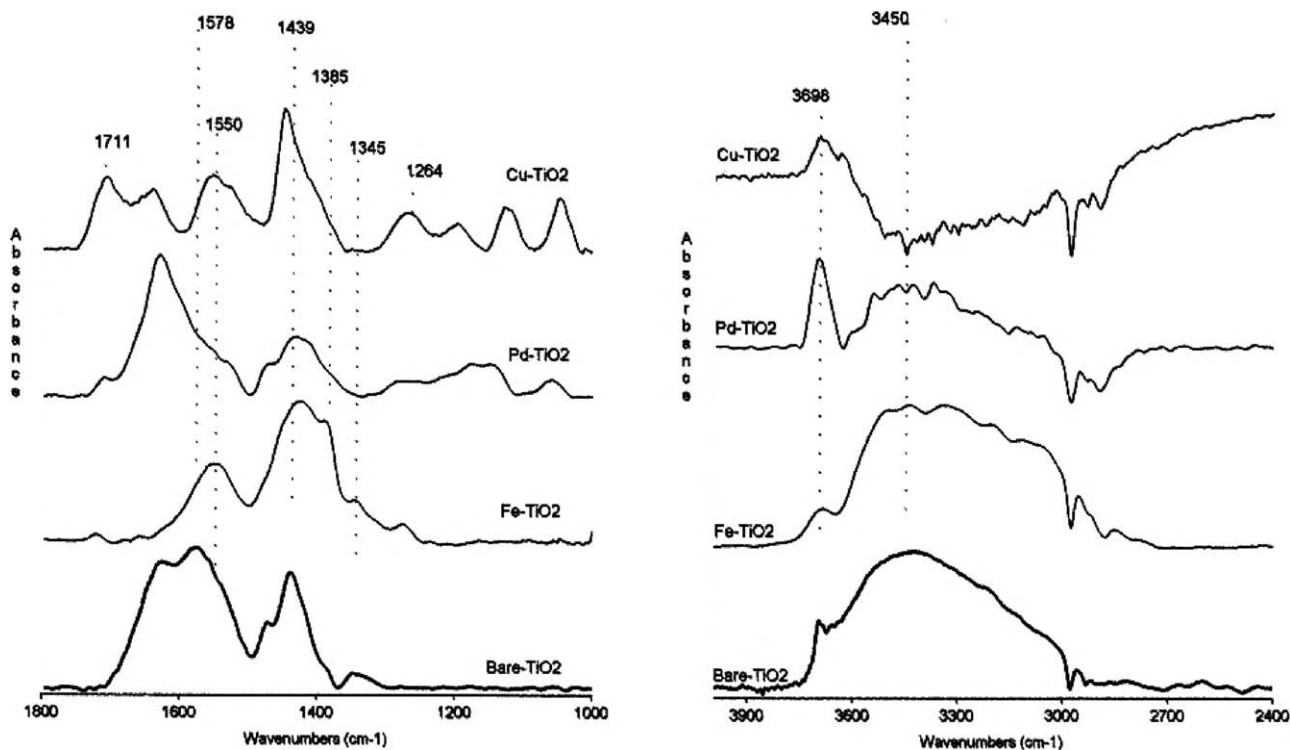 1578
1439
3450
1385
3698
1550
1711
1345
1264
Cu-TiO2
Cu-TiO2
Absorbance
Absorbance
Pd-TiO2
Pd-TiO2
Fe-TiO2
Fe-TiO2
Bare-TiO2
Bare-TiO2
1800 1600 1400 1200 1000
3900 3600 3300 3000 2700 2400
Wavenumbers (cm-1)
Wavenumbers (cm-1)